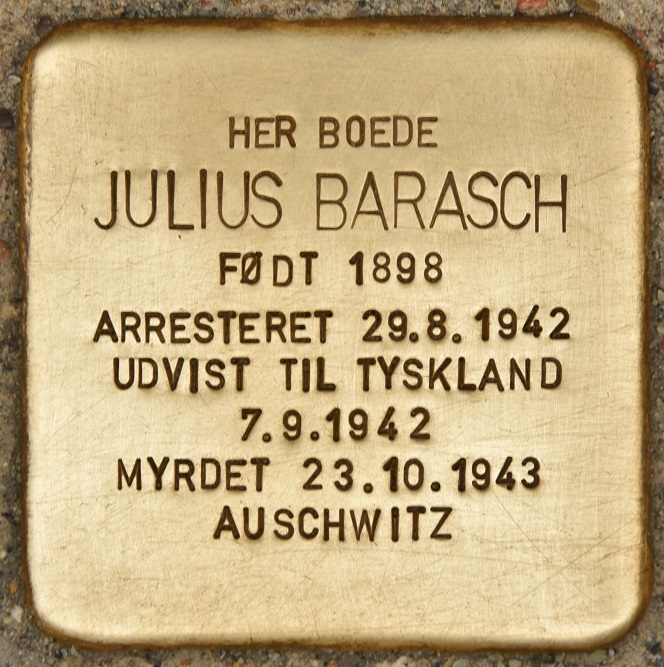 HER BOEDE
JULIUS BARASCH
FØDT 1898
ARRESTERET 29.8.1942
UDVIST TIL TYSKLAND
7.9.1942
MYRDET 23.10.1943
AUSCHWITZ